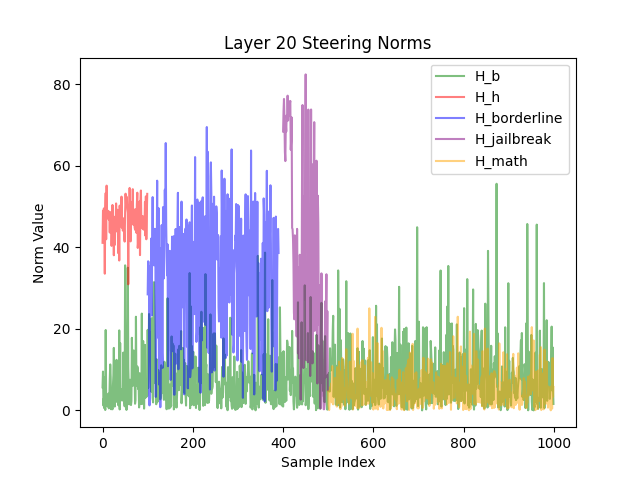 Layer 20 Steering Norms
H_b
H_h
H_borderline
H_jailbreak
H_math
Norm Value
80
60
40
20
0
0 200 400 600 800 1000
Sample Index